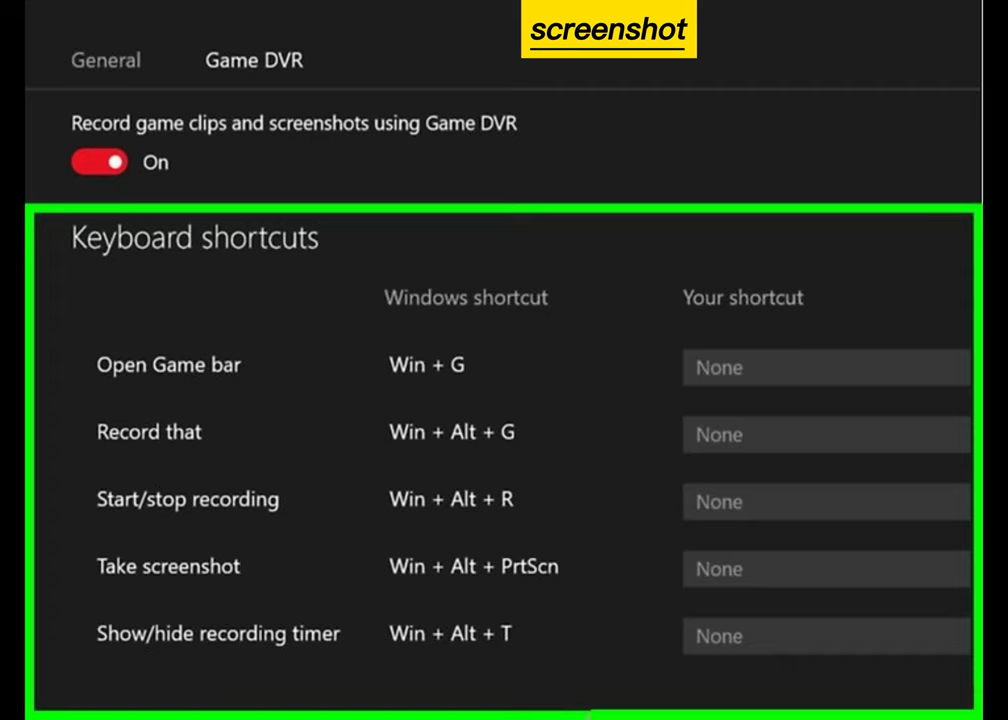 screenshot
General Game DVR
Record game clips and screenshots using Game DVR
On
Keyboard shortcuts
Windows shortcut Your shortcut
Open Game bar Win + G None
Record that Win + Alt + G None
Start/stop recording Win + Alt + R None
Take screenshot Win + Alt + PrtScn None
Show/hide recording timer Win + Alt + T None